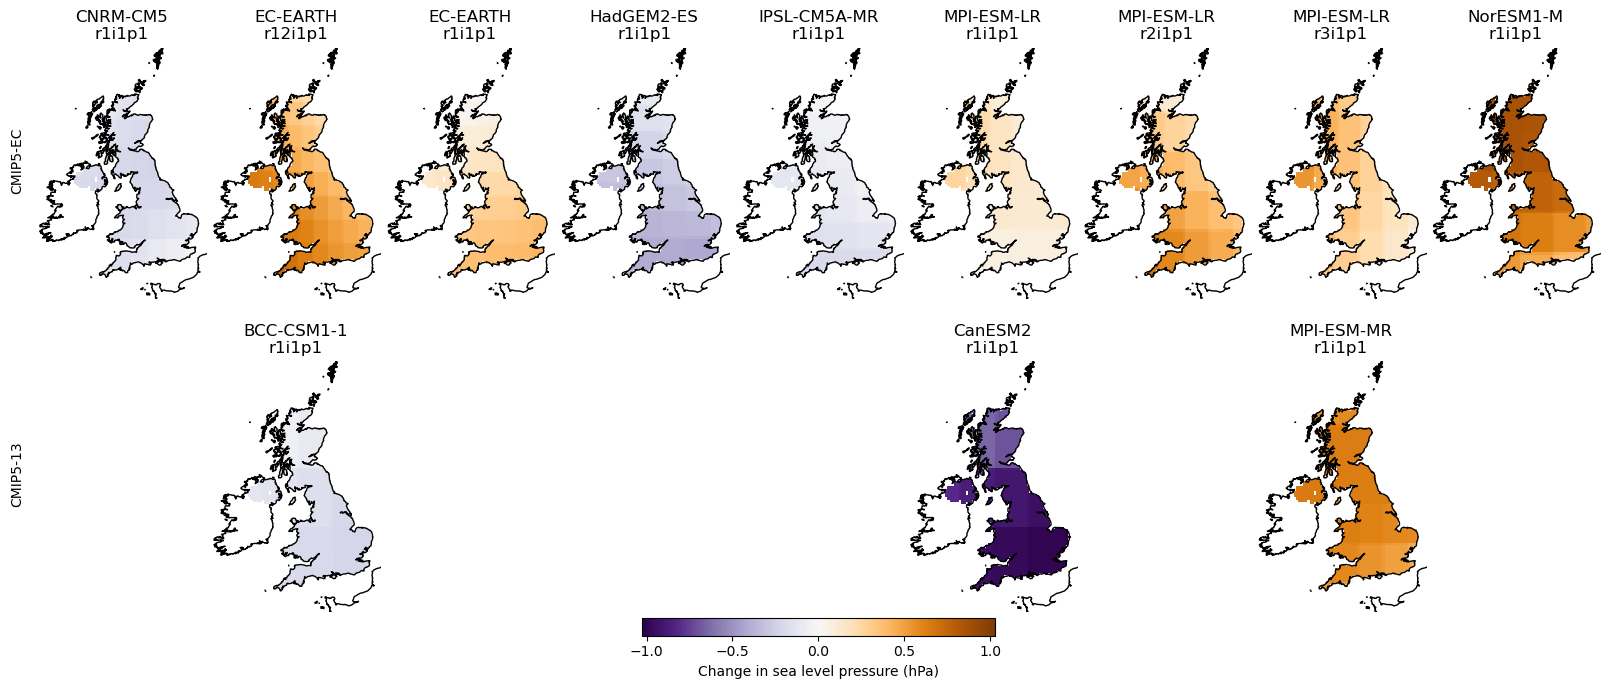 CNRM-CM5
r1i1p1
EC-EARTH
r12i1p1
EC-EARTH
r1i1p1
HadGEM2-ES
r1i1p1
IPSL-CM5A-MR
r1i1p1
MPI-ESM-LR
r1i1p1
MPI-ESM-LR
r2i1p1
MPI-ESM-LR
r3i1p1
NorESM1-M
r1i1p1
CMIP5-EC
BCC-CSM1-1
r1i1p1
CanESM2
r1i1p1
MPI-ESM-MR
r1i1p1
CMIP5-13
−1.0 −0.5 0.0 0.5 1.0
Change in sea level pressure (hPa)